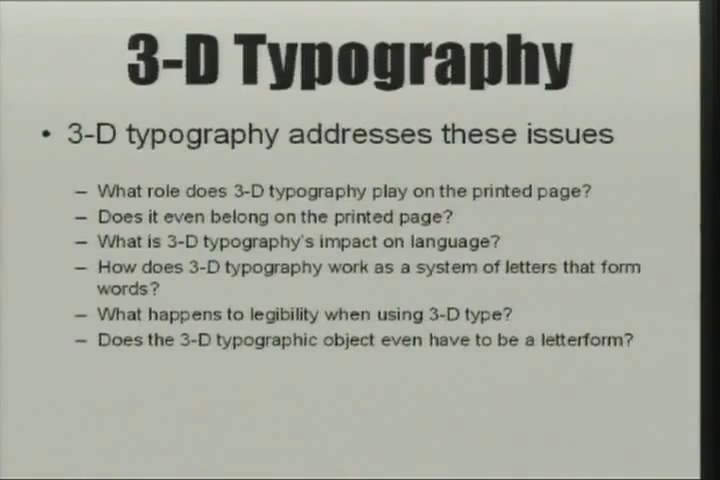 3-D Typography
• 3-D typography addresses these issues
– What role does 3-D typography play on the printed page?
– Does it even belong on the printed page?
– What is 3-D typography's impact on language?
– How does 3-D typography work as a system of letters that form
words?
– What happens to legibility when using 3-D type?
– Does the 3-D typographic object even have to be a letterform?